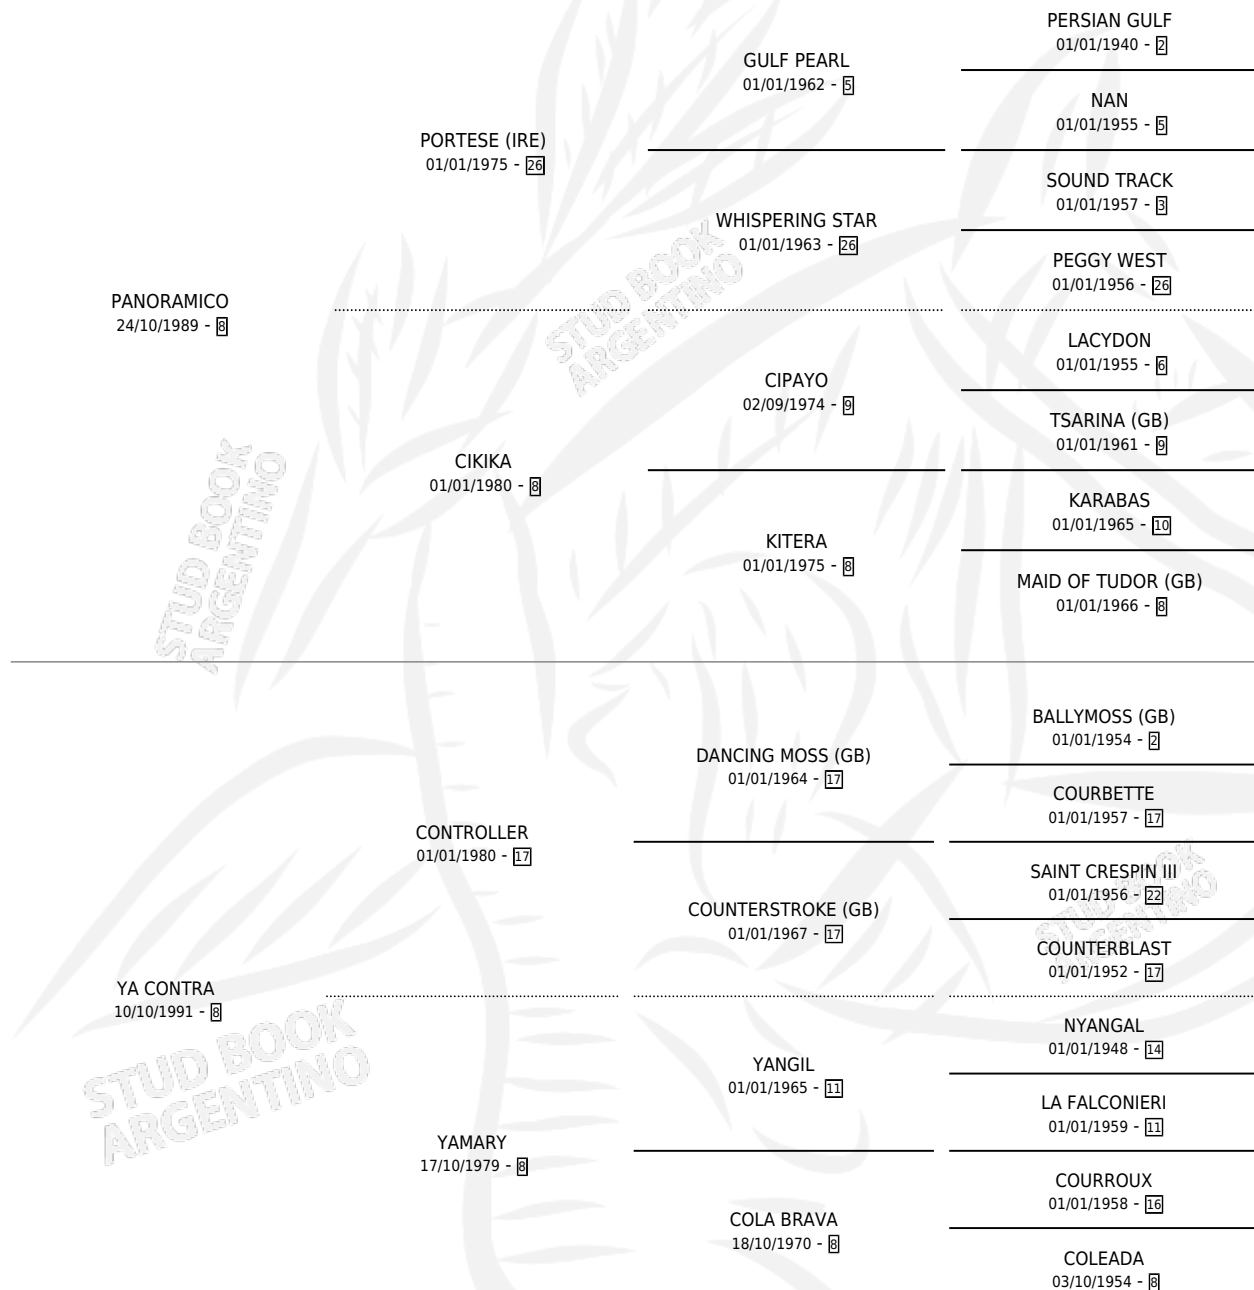 PERSIAN GULF
01/01/1940 - 2
GULF PEARL
01/01/1962 - 5
NAN
01/01/1955 - 5
PORTESE (IRE)
01/01/1975 - 26
SOUND TRACK
01/01/1957 - 3
WHISPERING STAR
01/01/1963 - 26
PEGGY WEST
01/01/1956 - 26
PANORAMICO
24/10/1989 - 8
LACYDON
01/01/1955 - 6
CIPAYO
02/09/1974 - 9
TSARINA (GB)
01/01/1961 - 9
CIKIKA
01/01/1980 - 8
KARABAS
01/01/1965 - 10
KITERA
01/01/1975 - 8
MAID OF TUDOR (GB)
01/01/1966 - 8
BALLYMOSS (GB)
01/01/1954 - 2
DANCING MOSS (GB)
01/01/1964 - 17
COURBETTE
01/01/1957 - 17
CONTROLLER
01/01/1980 - 17
SAINT CRESPIN III
01/01/1956 - 22
COUNTERSTROKE (GB)
01/01/1967 - 17
COUNTERBLAST
01/01/1952 - 17
YA CONTRA
10/10/1991 - 8
NYANGAL
01/01/1948 - 14
YANGIL
01/01/1965 - 11
LA FALCONIERI
01/01/1959 - 11
YAMARY
17/10/1979 - 8
COURROUX
01/01/1958 - 16
COLA BRAVA
18/10/1970 - 8
COLEADA
03/10/1954 - 8
STUD BOOK
ARGENTINO
STUD BOOK
ARGENTINO
STUD BOOK
ARGENTINO
STUD BOOK
ARGENTINO